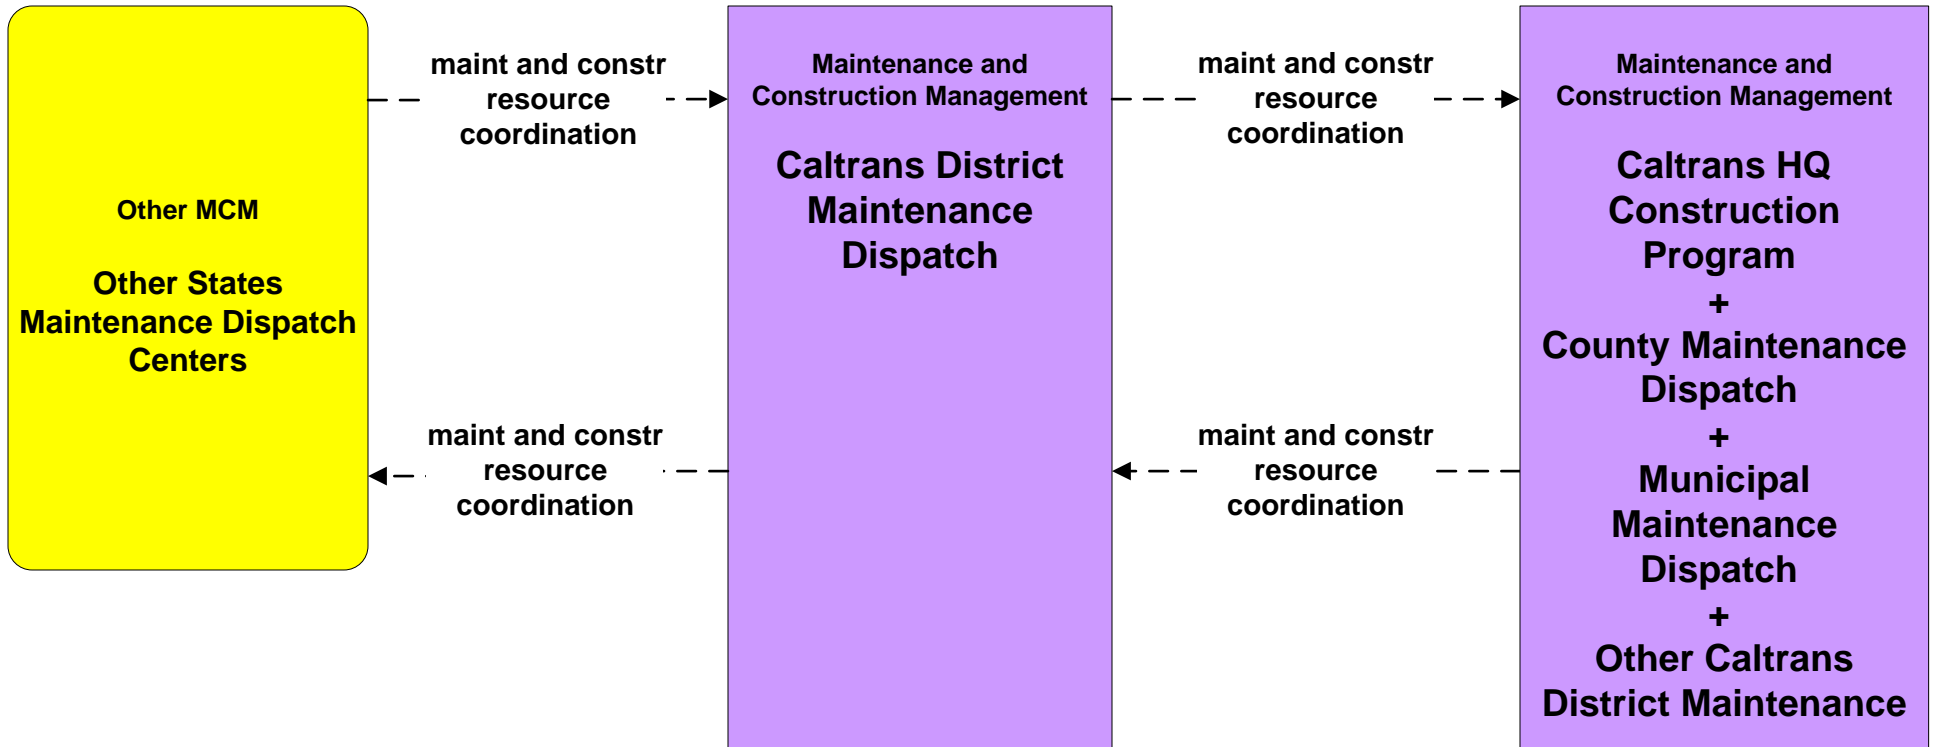 Other MCM
Other States
Maintenance Dispatch
Centers
maint and constr
resource
coordination
maint and constr
resource
coordination
Maintenance and
Construction Management
Caltrans District
Maintenance
Dispatch
maint and constr
resource
coordination
maint and constr
resource
coordination
Maintenance and
Construction Management
Caltrans HQ
Construction
Program
+
County Maintenance
Dispatch
+
Municipal
Maintenance
Dispatch
+
Other Caltrans
District Maintenance